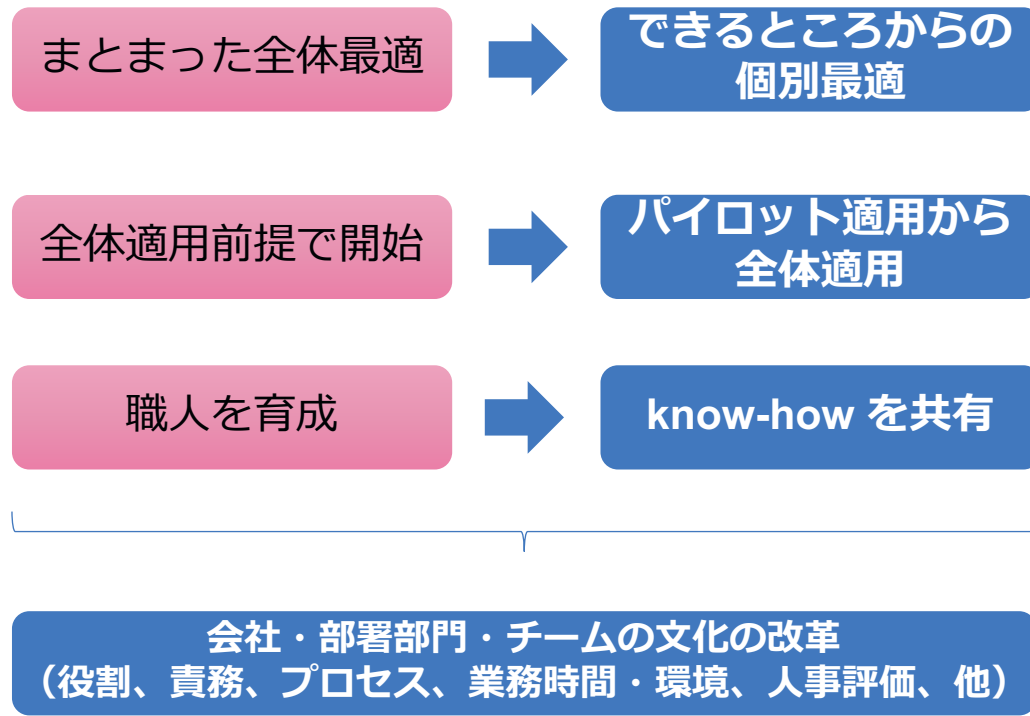 まとまった全体最適
できるところからの
個別最適
全体適用前提で開始
パイロット適用から
全体適用
職人を育成
know-how を共有
会社・部署部門・チームの文化の改革
（役割、責務、プロセス、業務時間・環境、人事評価、他）